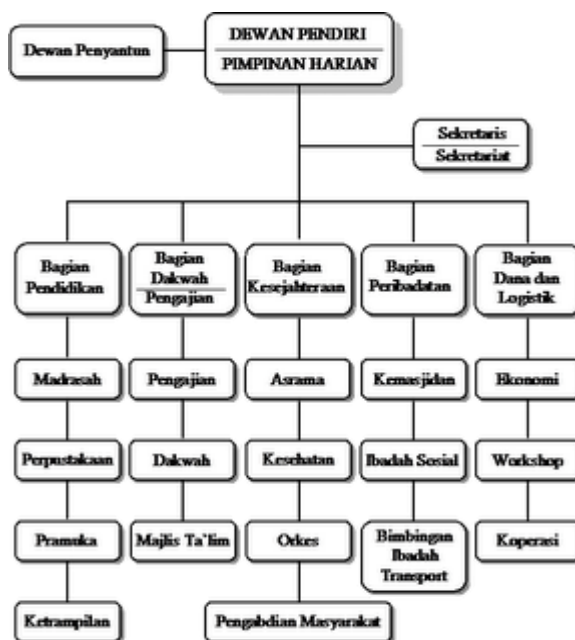 DEWAN PENDIRI
PIMPINAN HARIAN
Dewan Penyantun
Sekretaris
Sekretariat
Bagian
Pendidikan
Bagian
Dakwah
Pengajian
Bagian
Kesejahteraan
Bagian
Peribadatan
Bagian
Dana dan
Logistik
Madrasah
Pengajian
Asrama
Kemasjidan
Ekonomi
Perpustakaan
Dakwah
Kesehatan
Ibadah Sosial
Workshop
Pramuka
Majlis Ta'lim
Orkes
Bimbingan
Ibadah
Transport
Koperasi
Ketrampilan
Pengabdian Masyarakat